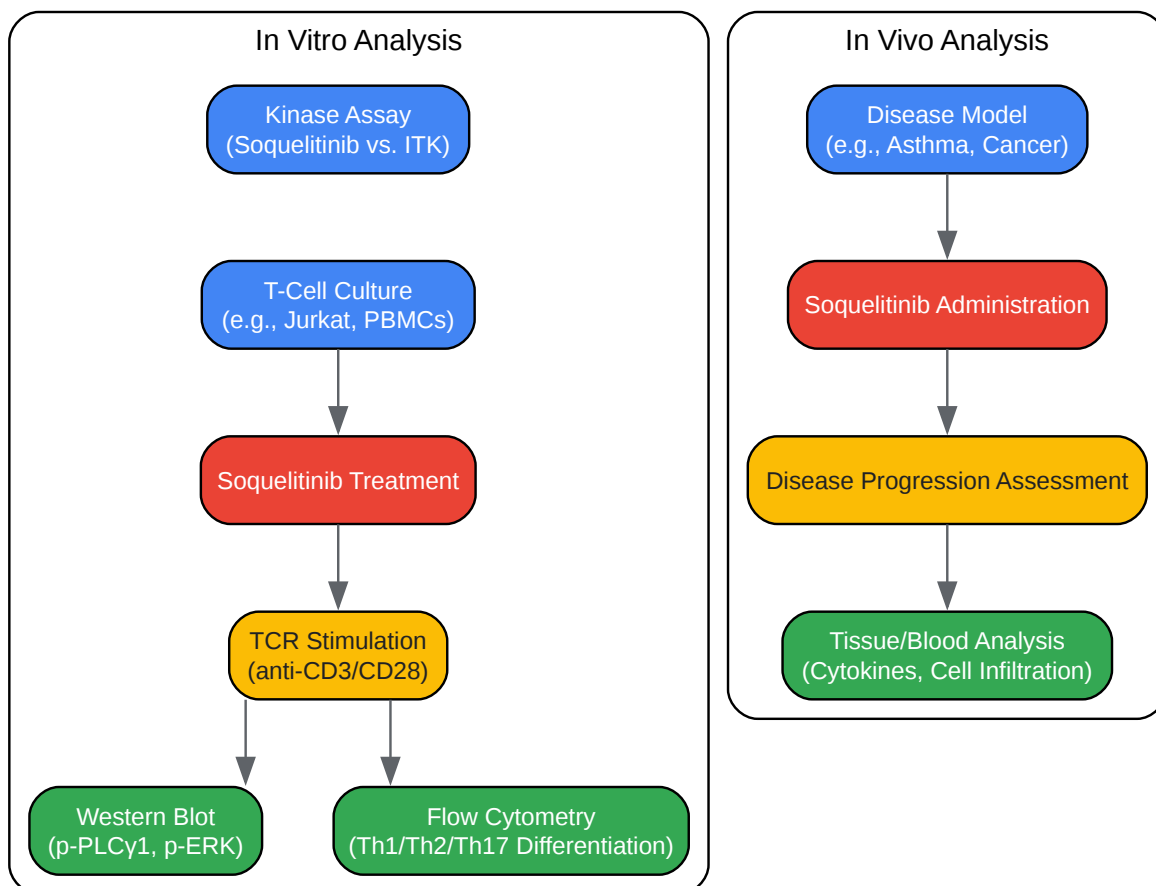 In Vitro Analysis
Kinase Assay
(Soquelitinib vs. ITK)
T-Cell Culture
(e.g., Jurkat, PBMCs)
Soquelitinib Treatment
TCR Stimulation
(anti-CD3/CD28)
Western Blot
(p-PLCγ1, p-ERK)
Flow Cytometry
(Th1/Th2/Th17 Differentiation)
In Vivo Analysis
Disease Model
(e.g., Asthma, Cancer)
Soquelitinib Administration
Disease Progression Assessment
Tissue/Blood Analysis
(Cytokines, Cell Infiltration)